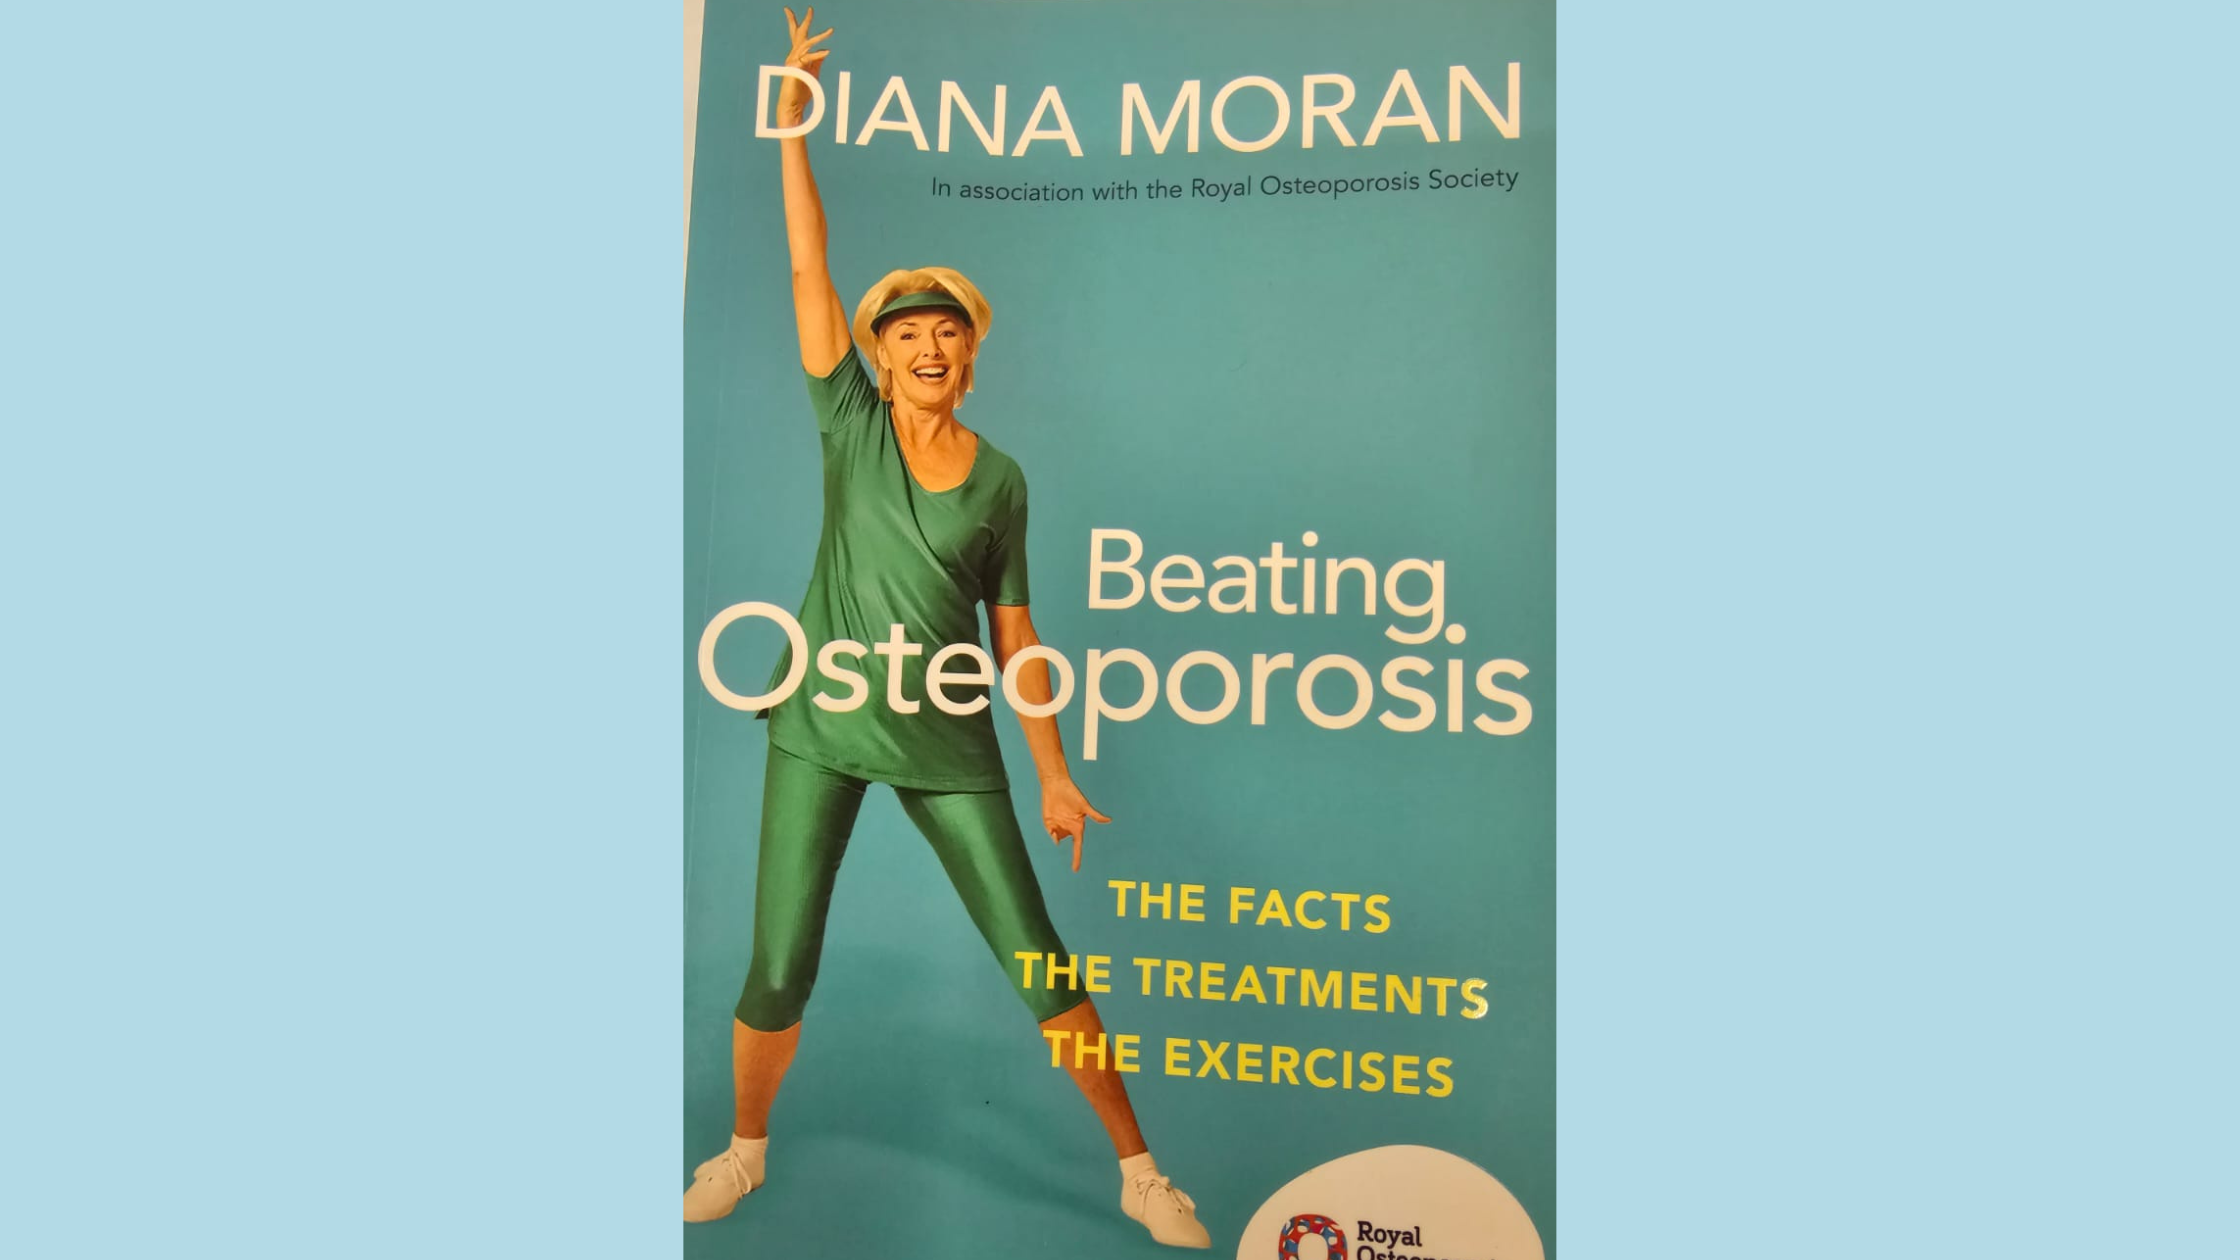 DIANA MORAN
In association with the Royal Osteoporosis Society
Beating
Osteoporosis
THE FACTS
THE TREATMENTS
THE EXERCISES
Royal